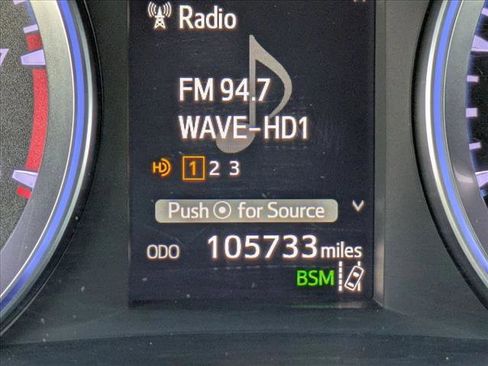 Radio
FM 94.7
WAVE-HD1
HD 1 2 3
Push for Source
ODO 105733 miles
BSM